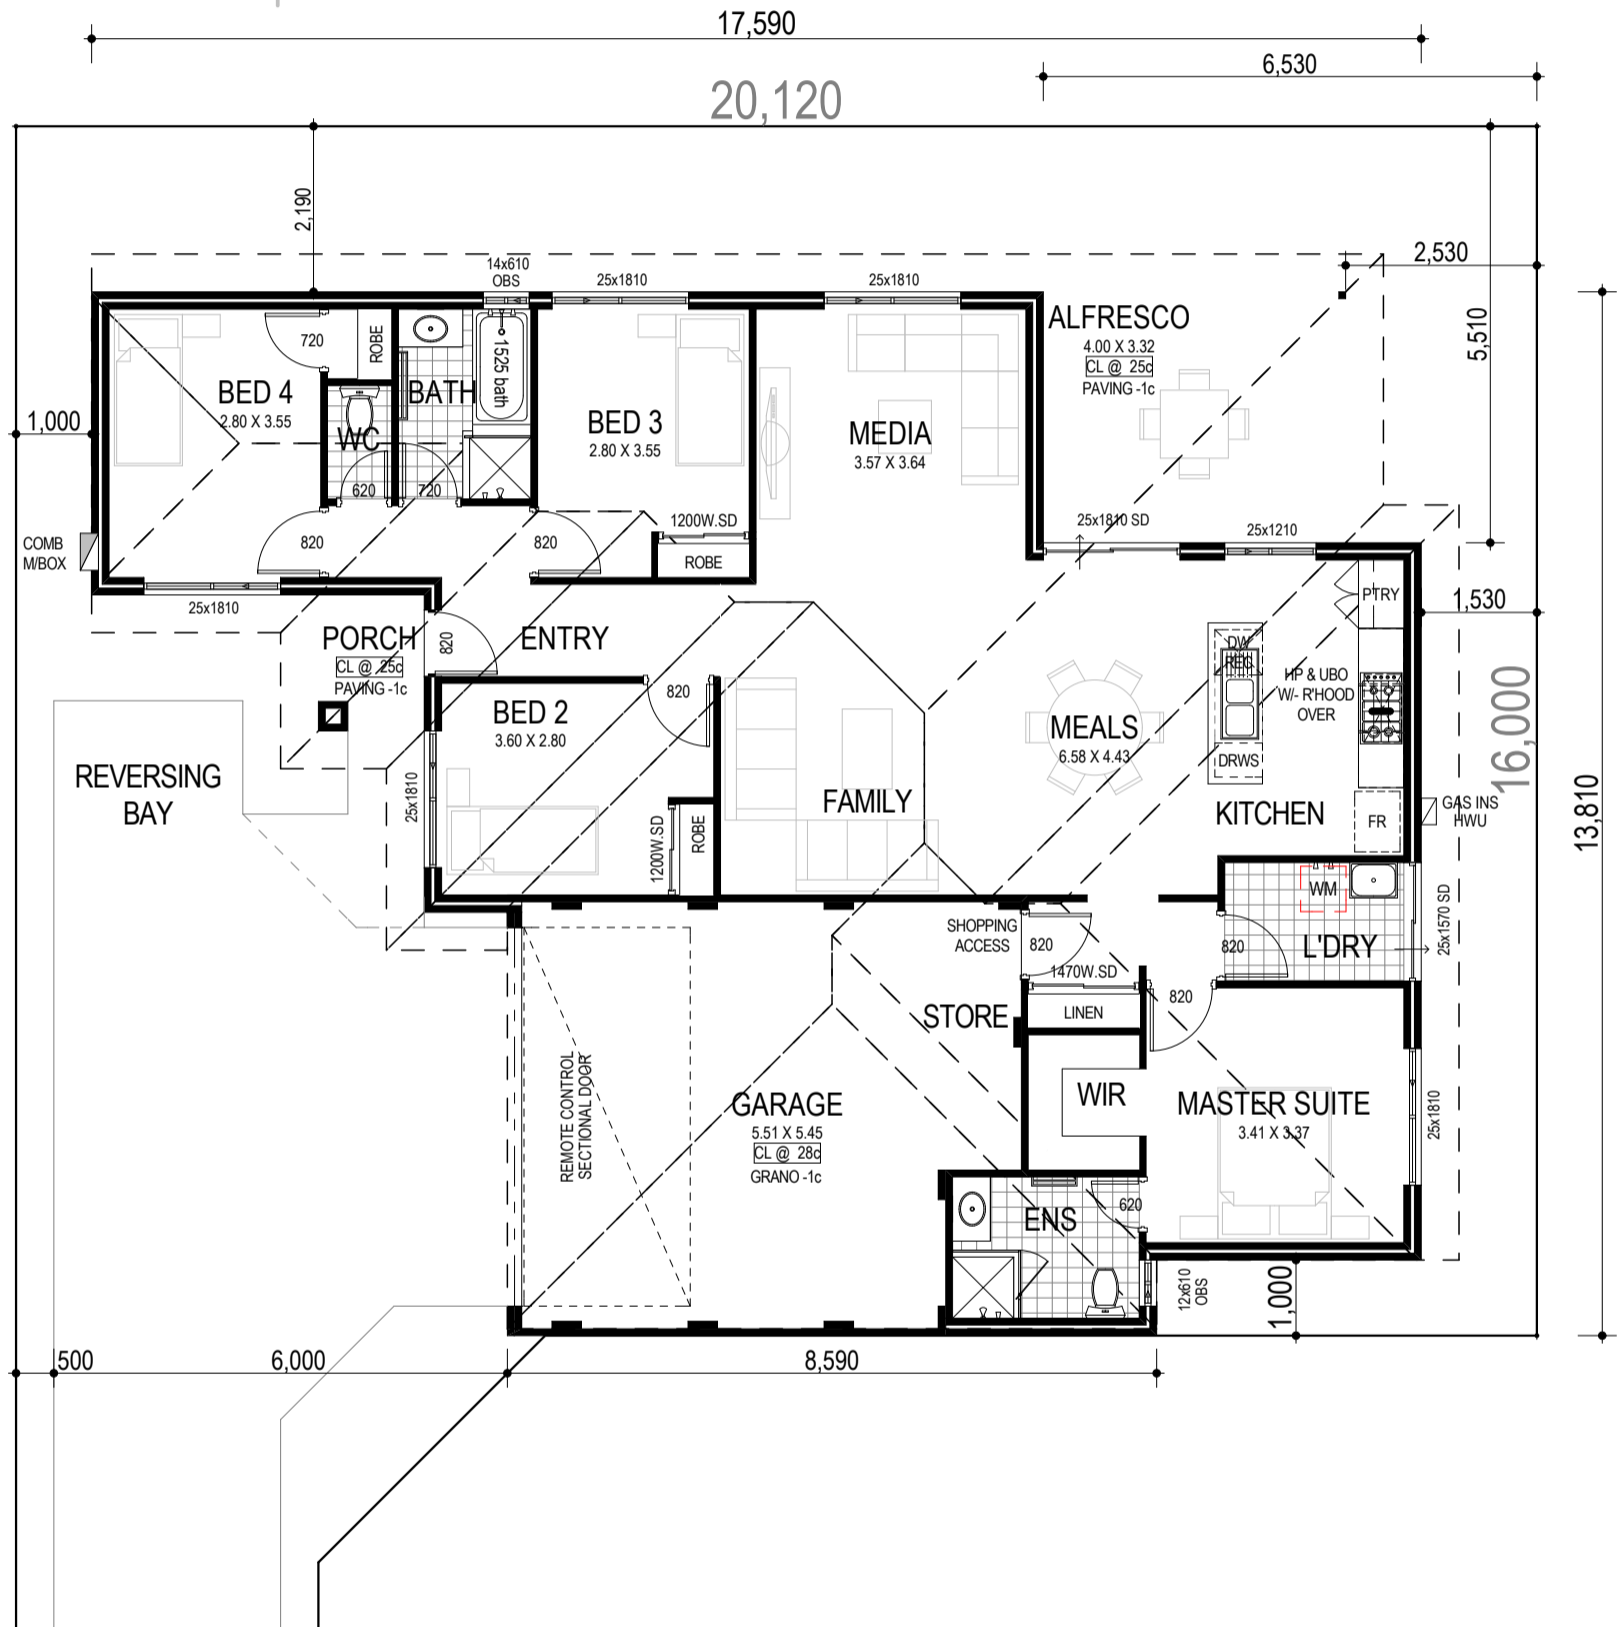 17,590
6,530
20,120
2,190
14x610
OBS
25x1810
25x1810
2,530
ALFRESCO
4.00 X 3.32
CL @ 25c
PAVING -1c
5,510
720
ROBE
1525 bath
BED 4
2.80 X 3.55
BATH
BED 3
2.80 X 3.55
MEDIA
3.57 X 3.64
1,000
WC
620
720
COMB
M/BOX
820
820
1200W.SD
ROBE
25x1810 SD
25x1210
25x1810
PTRY
1,530
PORCH
CL @ 25c
PAVING -1c
820
ENTRY
DW
REC
HP & UBO
W/- R'HOOD
OVER
16,000
820
BED 2
3.60 X 2.80
MEALS
6.58 X 4.43
DRWS
REVERSING
BAY
25x1810
FAMILY
KITCHEN
FR
GAS INS
HWU
13,810
1200W.SD
ROBE
WM
SHOPPING
ACCESS
820
820
L'DRY
25x1570 SD
1470W.SD
820
STORE
LINEN
REMOTE CONTROL
SECTIONAL DOOR
GARAGE
5.51 X 5.45
CL @ 28c
GRANO -1c
WIR
MASTER SUITE
3.41 X 3.37
25x1810
ENS
620
12x610
OBS
1,000
500
6,000
8,590